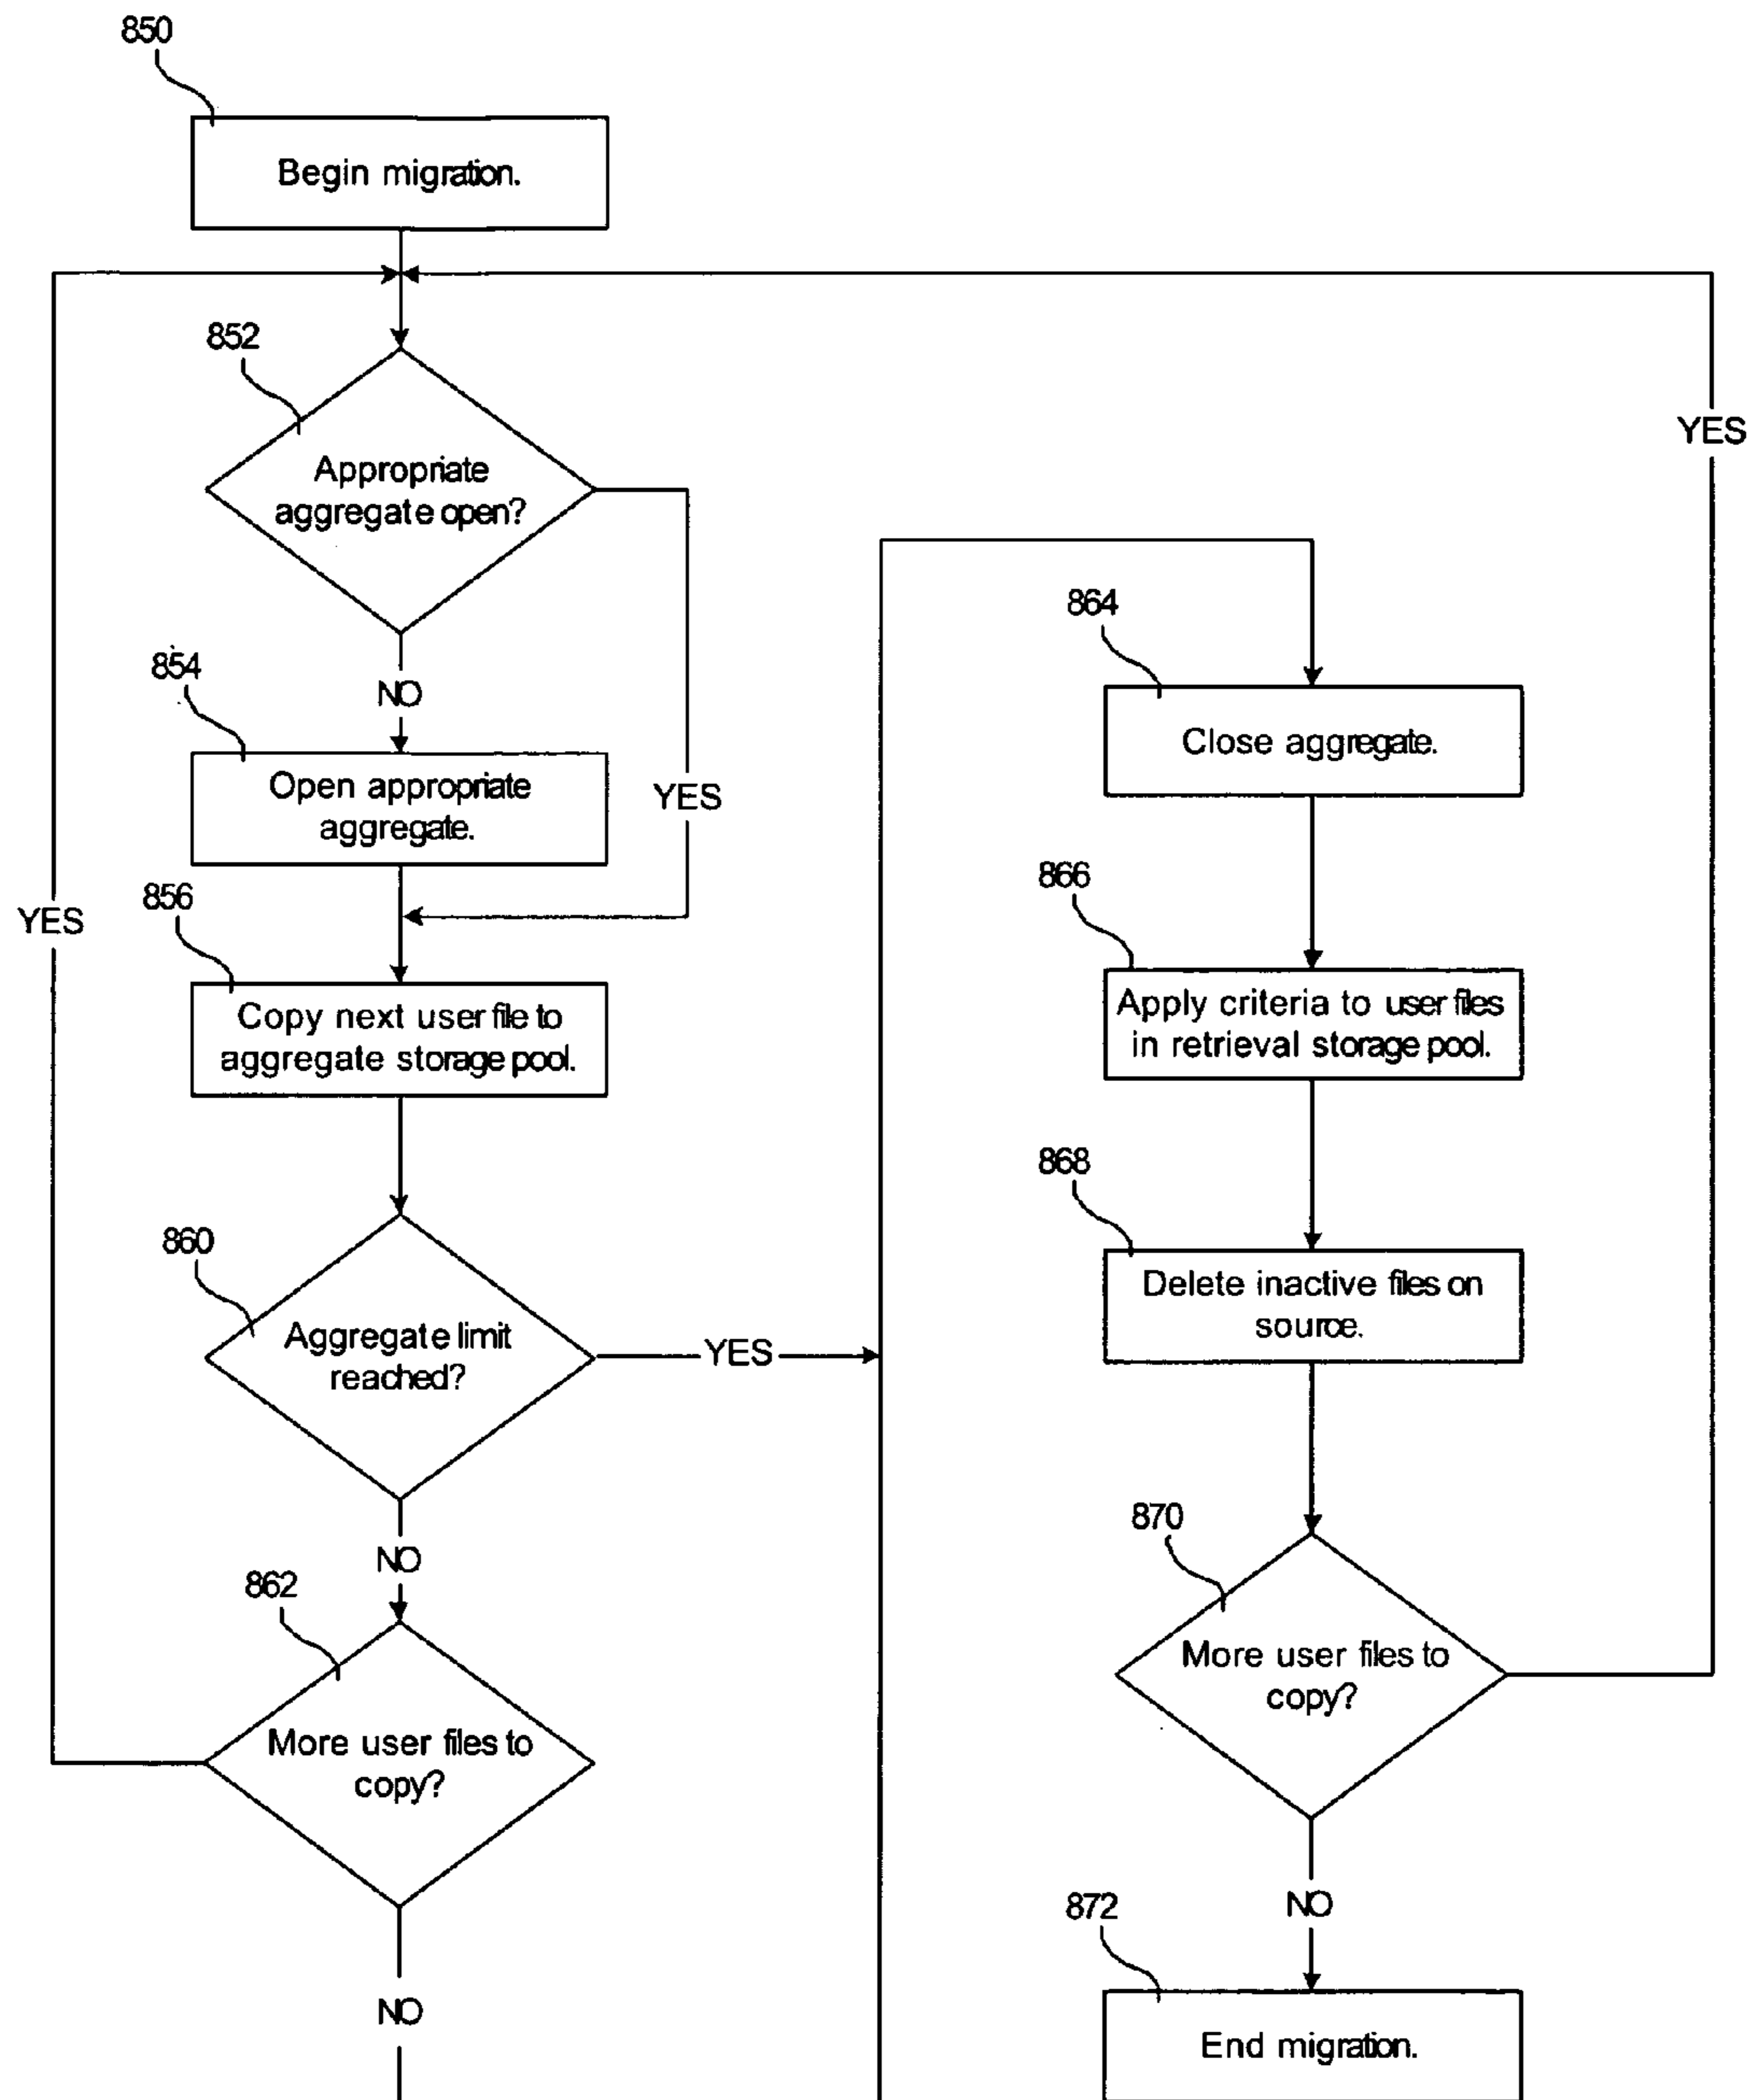 850
Begin migration.
852
Appropriate
aggregate open?
YES
NO
854
Open appropriate
aggregate.
YES
856
Copy next user file to
aggregate storage pool.
860
Aggregate limit
reached?
YES
NO
862
More user files to
copy?
YES
NO
864
Close aggregate.
866
Apply criteria to user files
in retrieval storage pool.
868
Delete inactive files on
source.
870
More user files to
copy?
NO
872
End migration.